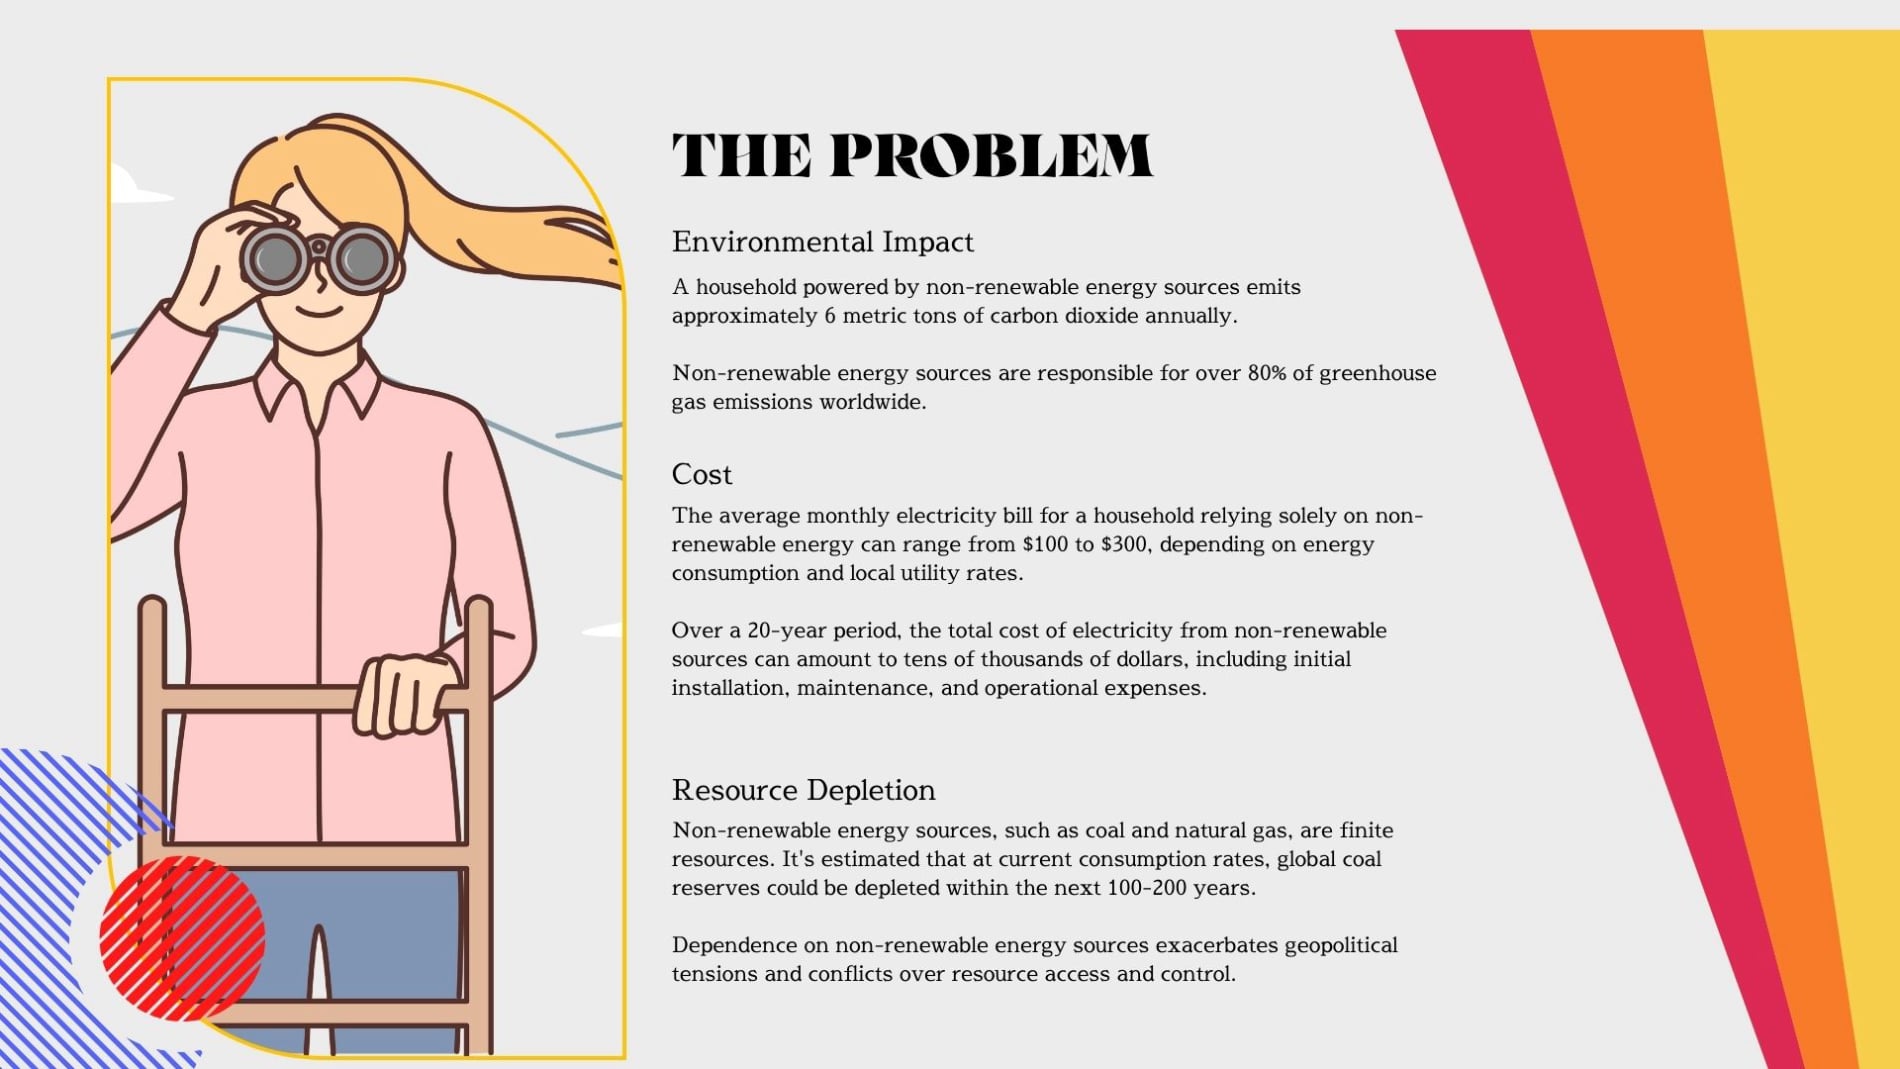 THE PROBLEM
Environmental Impact
A household powered by non-renewable energy sources emits
approximately 6 metric tons of carbon dioxide annually.
Non-renewable energy sources are responsible for over 80% of greenhouse
gas emissions worldwide.
Cost
The average monthly electricity bill for a household relying solely on non-
renewable energy can range from $100 to $300, depending on energy
consumption and local utility rates.
Over a 20-year period, the total cost of electricity from non-renewable
sources can amount to tens of thousands of dollars, including initial
installation, maintenance, and operational expenses.
Resource Depletion
Non-renewable energy sources, such as coal and natural gas, are finite
resources. It's estimated that at current consumption rates, global coal
reserves could be depleted within the next 100-200 years.
Dependence on non-renewable energy sources exacerbates geopolitical
tensions and conflicts over resource access and control.